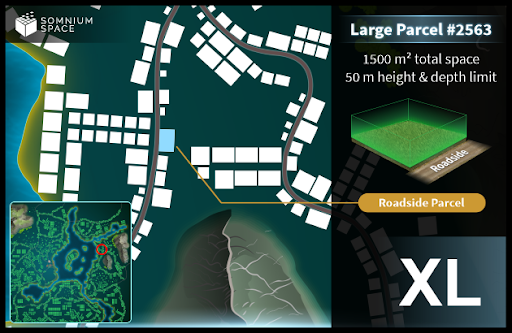 SOMNIUM
SPACE
Large Parcel #2563
1500 m² total space
50 m height & depth limit
Roadside
Roadside Parcel
XL